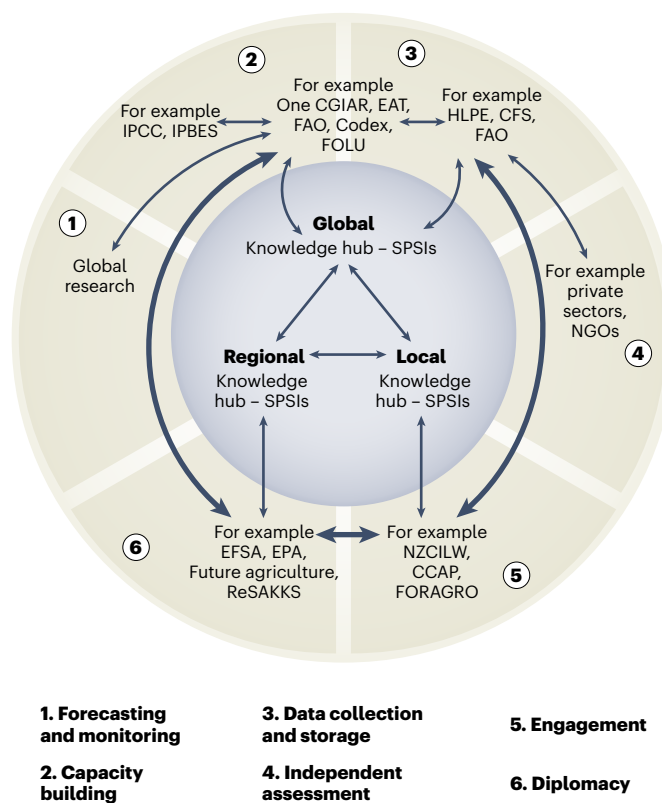 2
3
For example
One CGIAR, EAT,
FAO, Codex,
FOLU
For example
HLPE, CFS,
FAO
For example
IPCC, IPBES
1
Global
research
Global
Knowledge hub – SPSIs
For example
private
sectors,
NGOs
4
Regional
Knowledge
hub – SPSIs
Local
Knowledge
hub – SPSIs
6
For example
EFSA, EPA,
Future agriculture,
ReSAKKS
For example
NZCILW,
CCAP,
FORAGRO
5
1. Forecasting
and monitoring
2. Capacity
building
3. Data collection
and storage
4. Independent
assessment
5. Engagement
6. Diplomacy